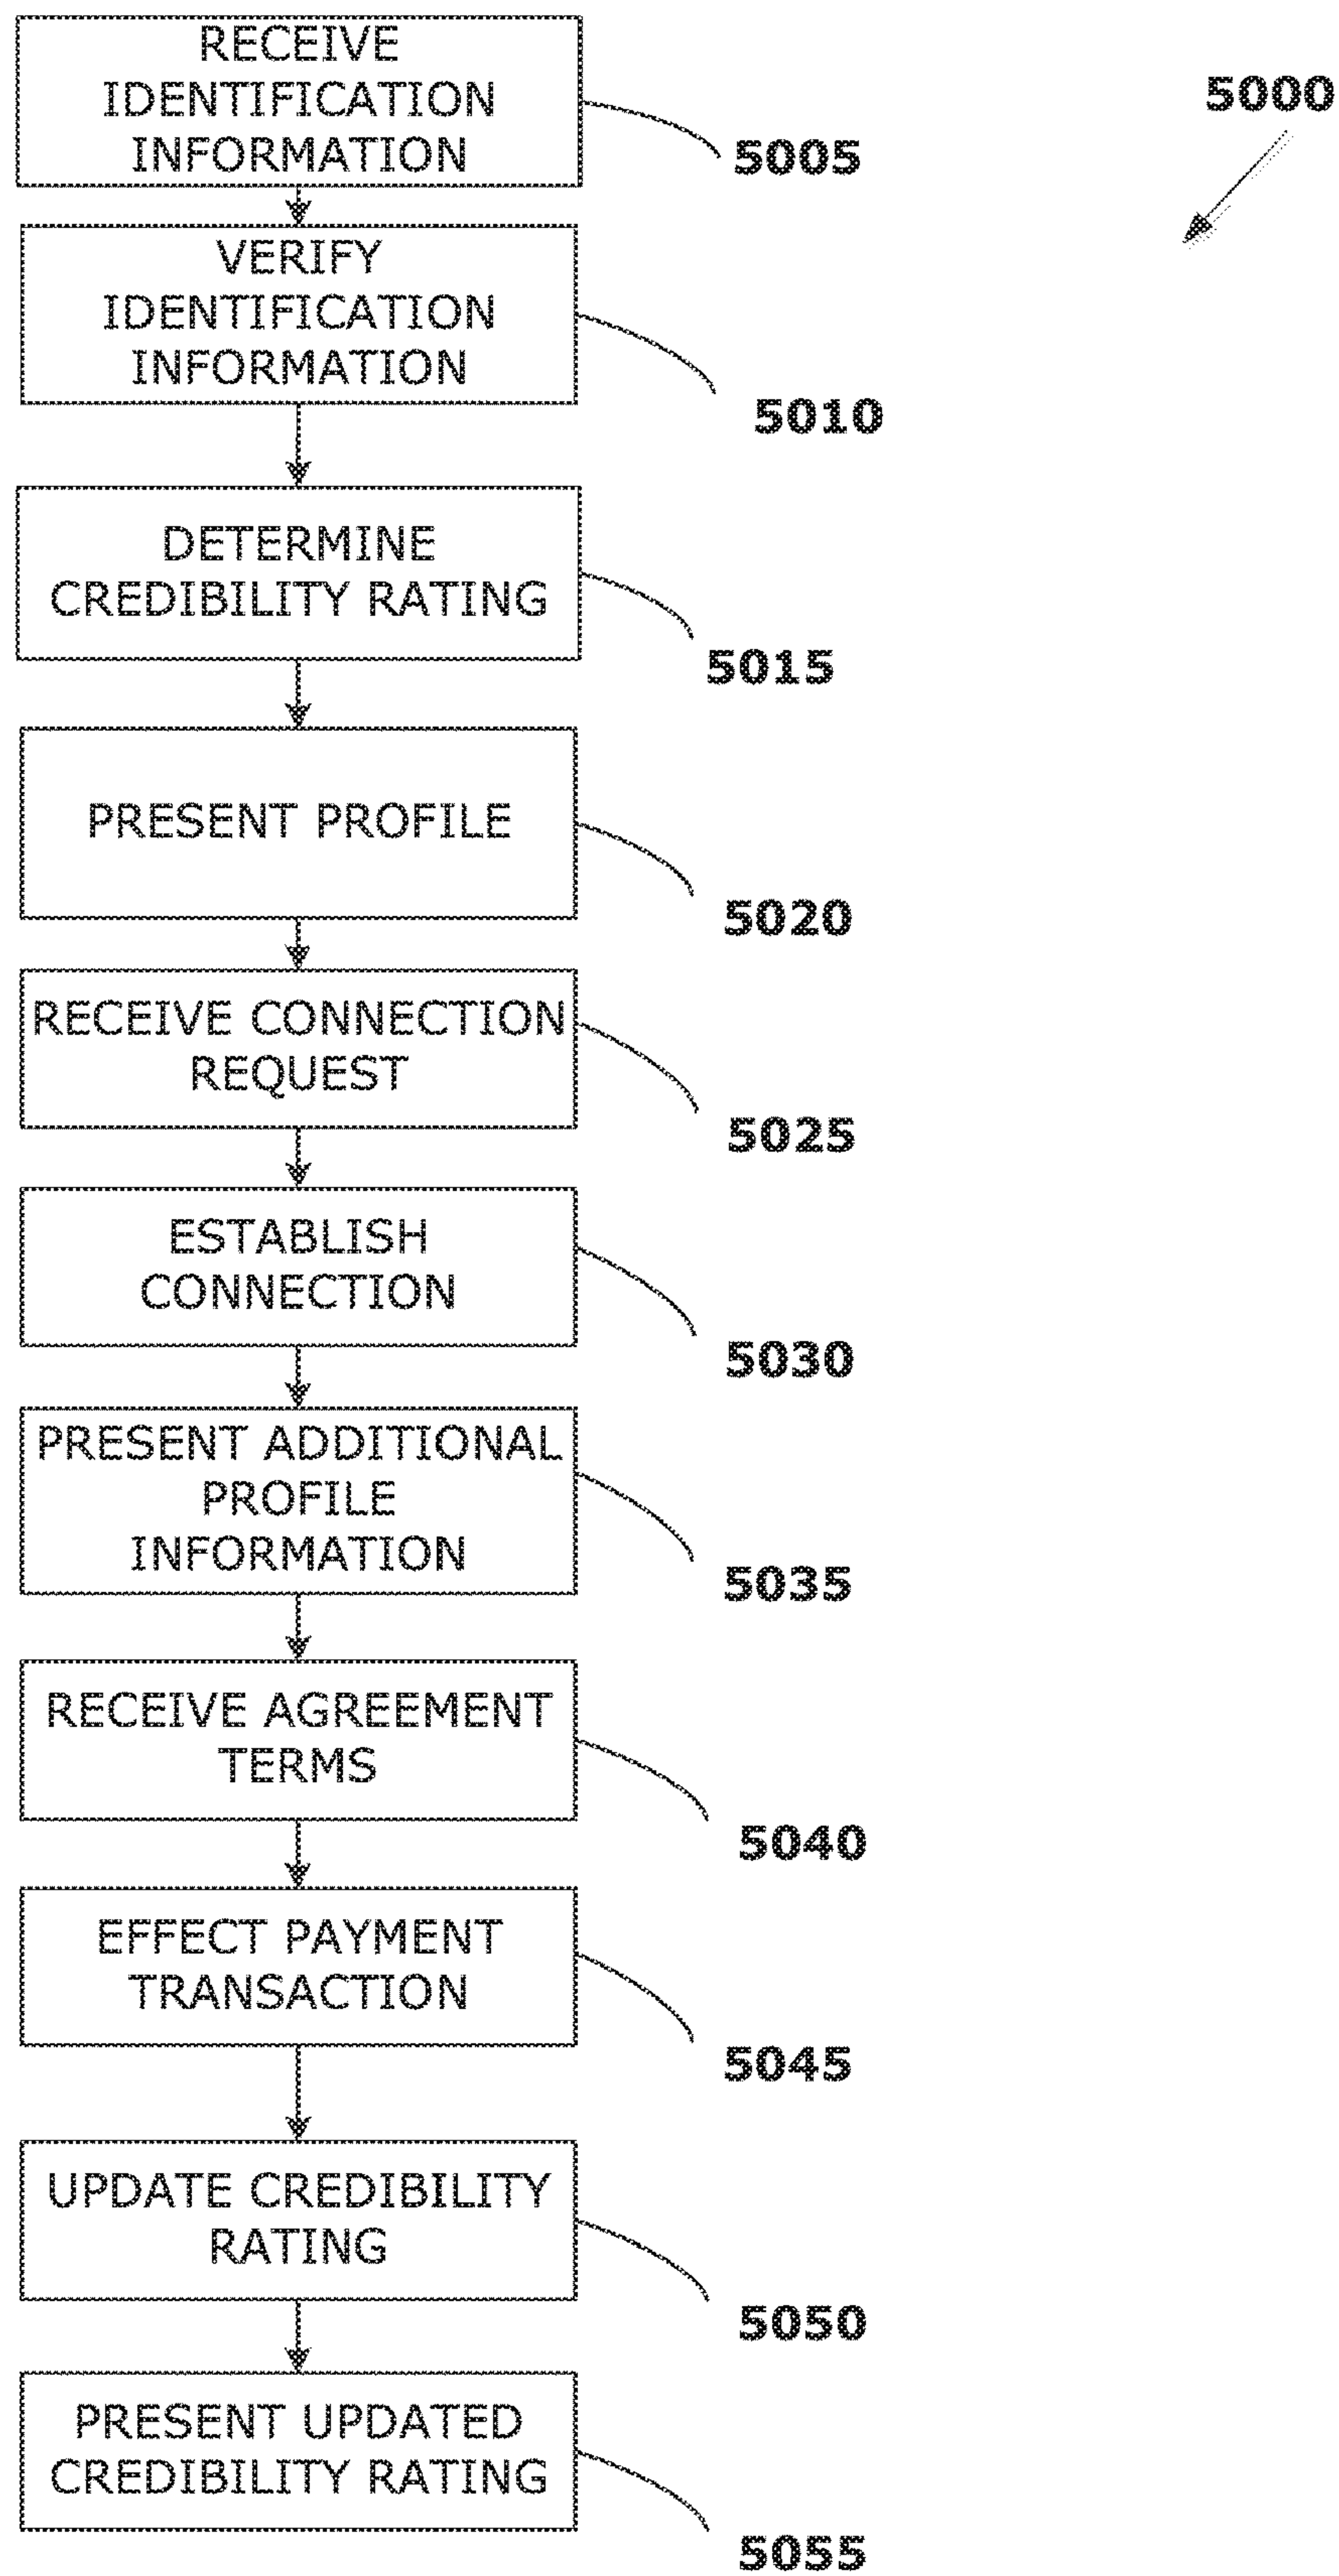 RECEIVE
IDENTIFICATION
INFORMATION
5005
5000
VERIFY
IDENTIFICATION
INFORMATION
5010
DETERMINE
CREDIBILITY RATING
5015
PRESENT PROFILE
5020
RECEIVE CONNECTION
REQUEST
5025
ESTABLISH
CONNECTION
5030
PRESENT ADDITIONAL
PROFILE
INFORMATION
5035
RECEIVE AGREEMENT
TERMS
5040
EFFECT PAYMENT
TRANSACTION
5045
UPDATE CREDIBILITY
RATING
5050
PRESENT UPDATED
CREDIBILITY RATING
5055